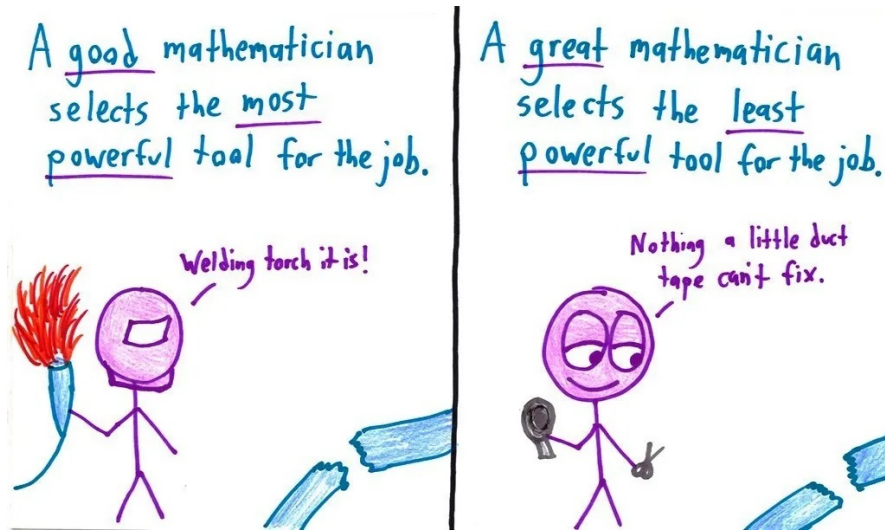 A good mathematician
selects the most
powerful tool for the job.
Welding torch it is!
A great mathematician
selects the least
powerful tool for the job.
Nothing a little duct
tape can't fix.